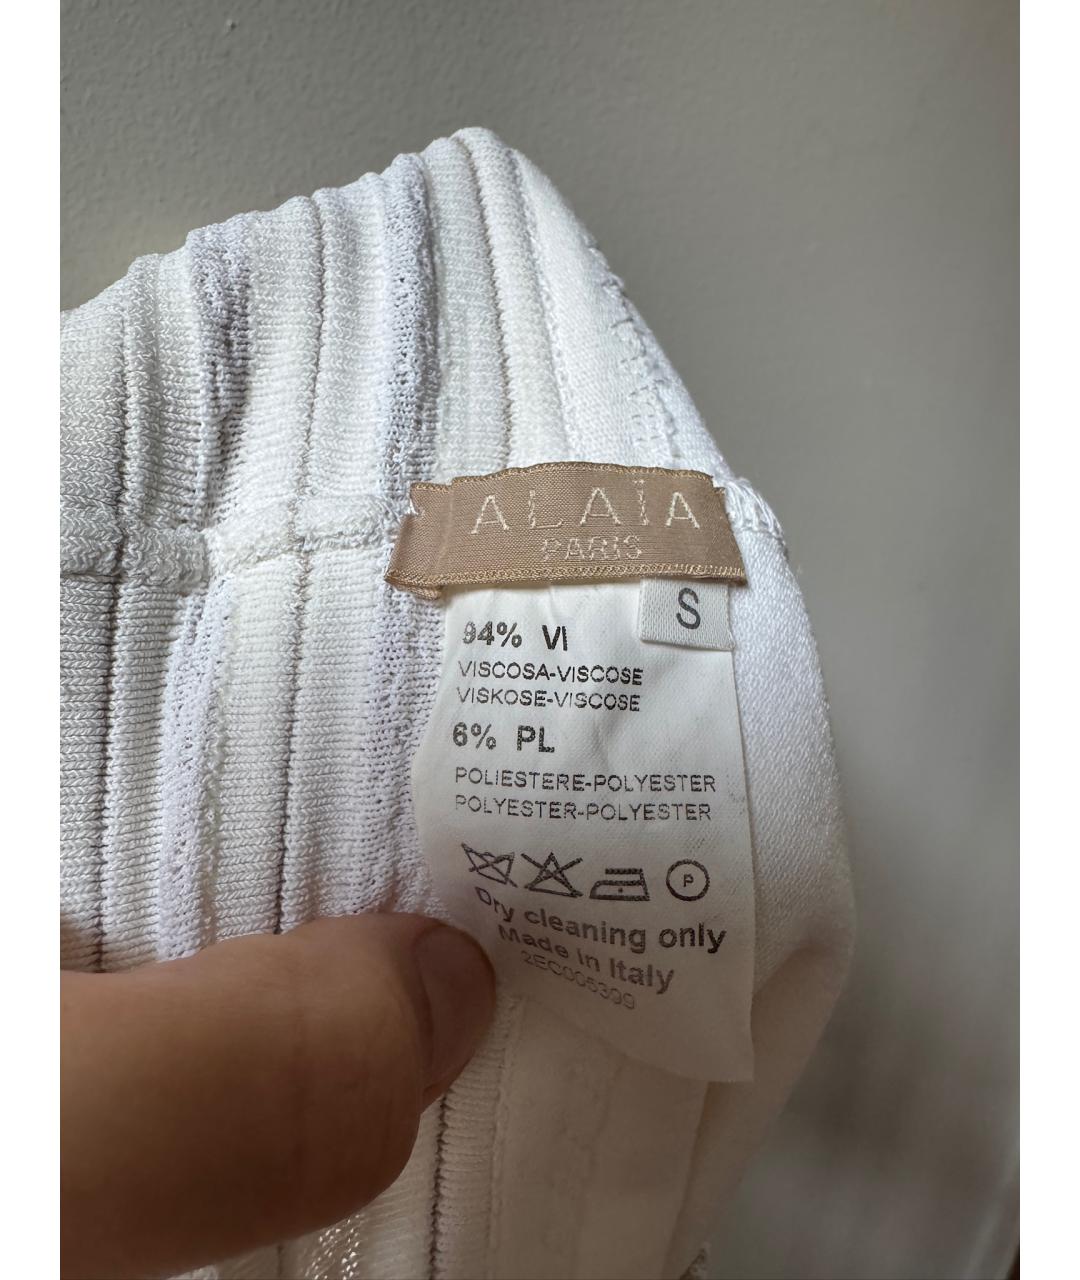 ALAÏA
PARIS
S
94% VI
VISCOSA-VISCOSE
VISKOSE-VISCOSE
6% PL
POLIESTERE-POLYESTER
POLYESTER-POLYESTER
P
Dry cleaning only
Made in Italy
2EC005399